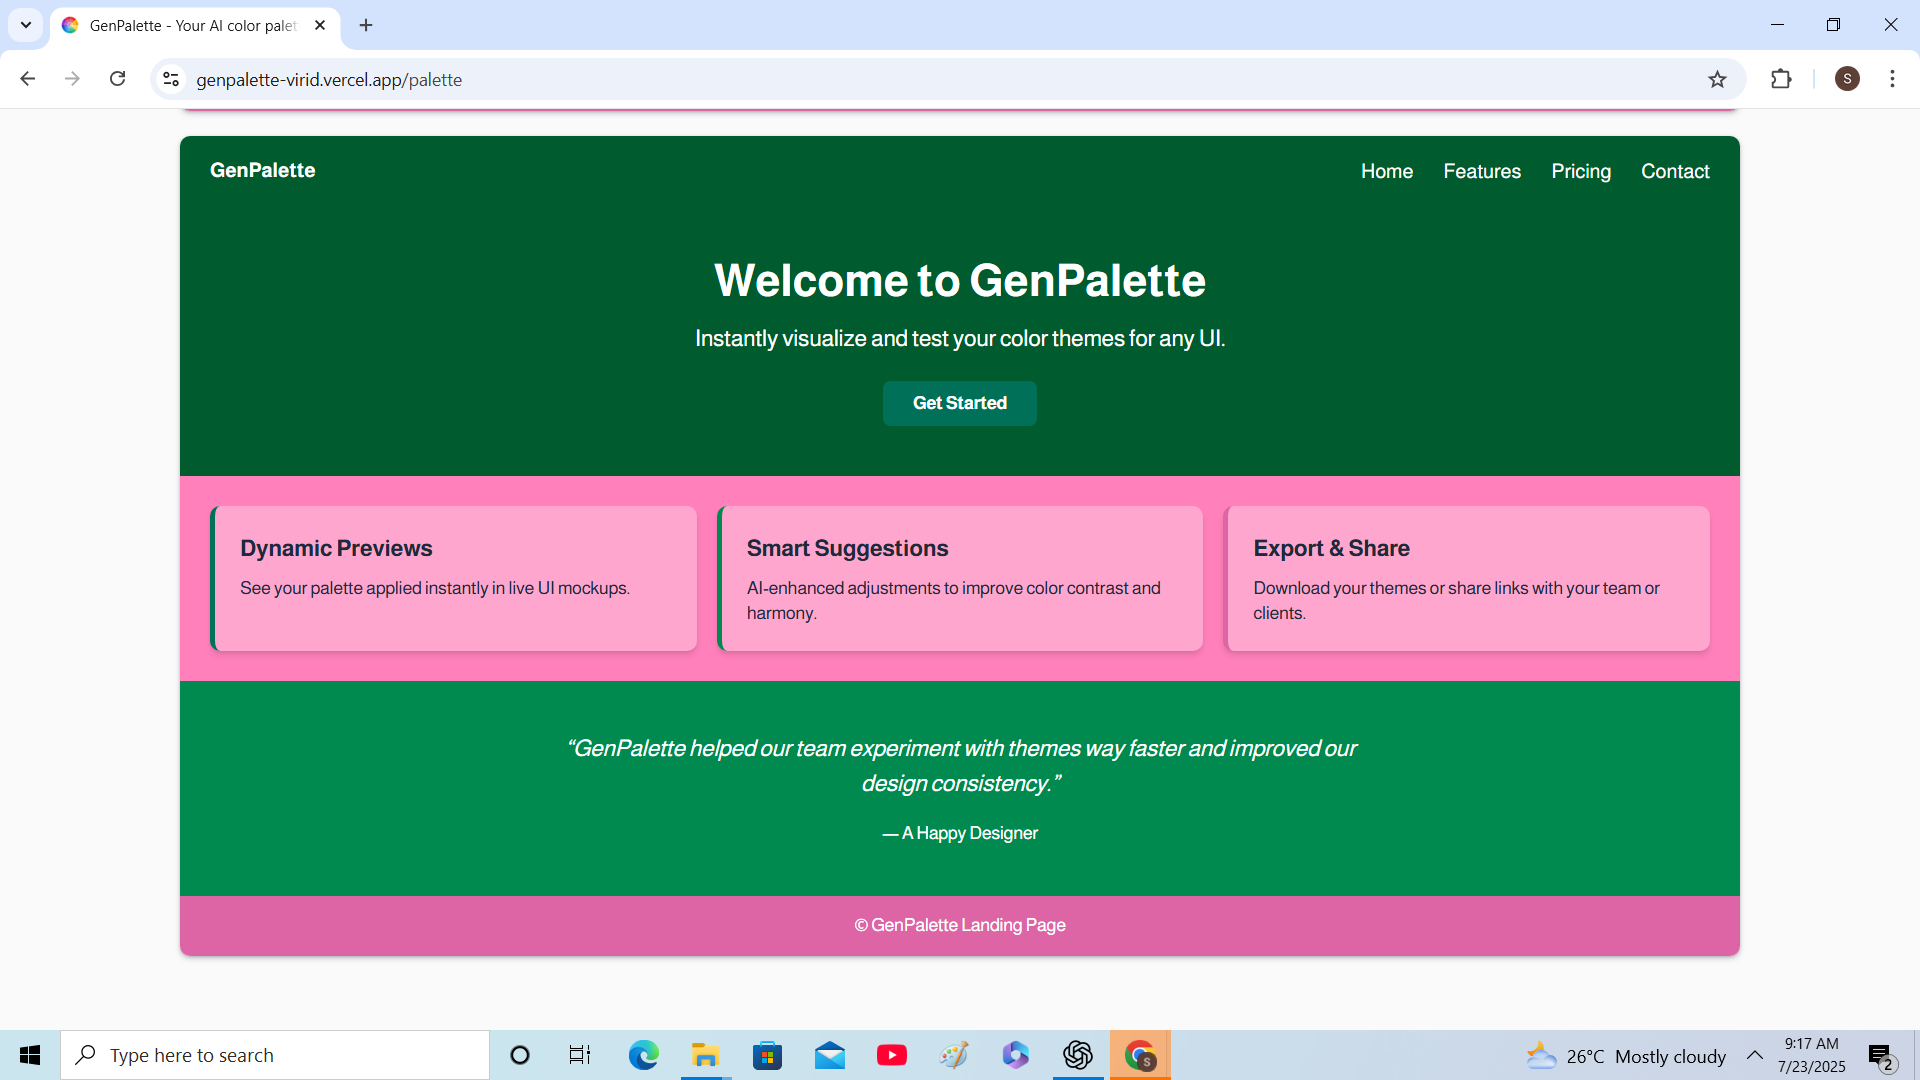 GenPalette - Your AI color palet
genpalette-virid.vercel.app/palette
S
GenPalette
Home Features Pricing Contact
Welcome to GenPalette
Instantly visualize and test your color themes for any UI.
Get Started
Dynamic Previews
See your palette applied instantly in live UI mockups.
Smart Suggestions
AI-enhanced adjustments to improve color contrast and
harmony.
Export & Share
Download your themes or share links with your team or
clients.
“GenPalette helped our team experiment with themes way faster and improved our
design consistency.”
— A Happy Designer
© GenPalette Landing Page
Type here to search
S
26°C Mostly cloudy
9:17 AM
7/23/2025
2